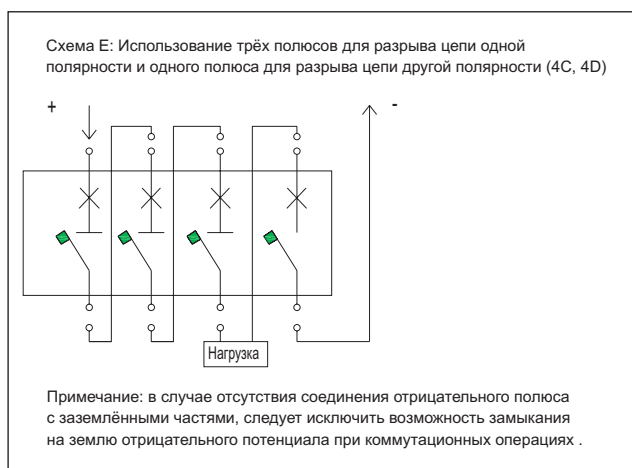 Схема E: Использование трёх полюсов для разрыва цепи одной
полярности и одного полюса для разрыва цепи другой полярности (4C, 4D)
+
-
Нагрузка
Примечание: в случае отсутствия соединения отрицательного полюса
с заземлёнными частями, следует исключить возможность замыкания
на землю отрицательного потенциала при коммутационных операциях .